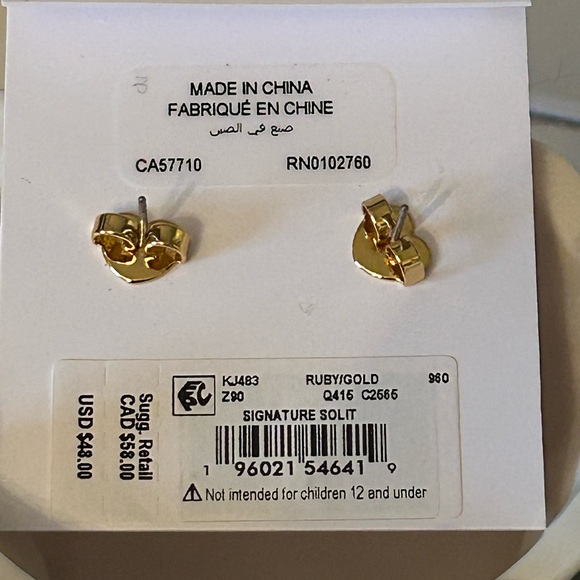 MADE IN CHINA
FABRIQUÉ EN CHINE
صنع في الصين
CA57710 RN0102760
KJ483 RUBY/GOLD 960
Z90 Q415 C2565
SIGNATURE SOLIT
1 96021 54641 9
Not intended for children 12 and under
Sugg. Retail
CAD $58.00
USD $48.00